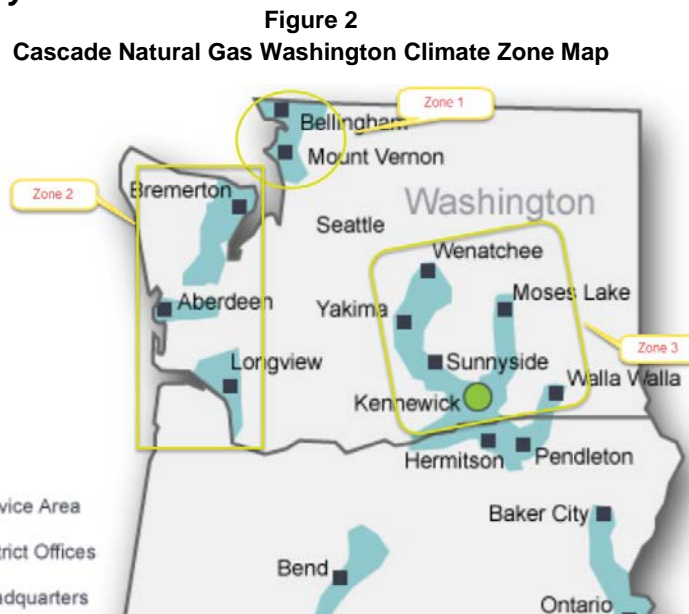 Figure 2
Cascade Natural Gas Washington Climate Zone Map
Zone 1
Bellingham
Mount Vernon
Zone 2
Bremerton
Washington
Seattle
Wenatchee
Aberdeen
Yakima
Moses Lake
Zone 3
Longview
Sunnyside
Walla Walla
Kennewick
Hermitson
Pendleton
vice Area
Baker City
trict Offices
Bend
adquarters
Ontario